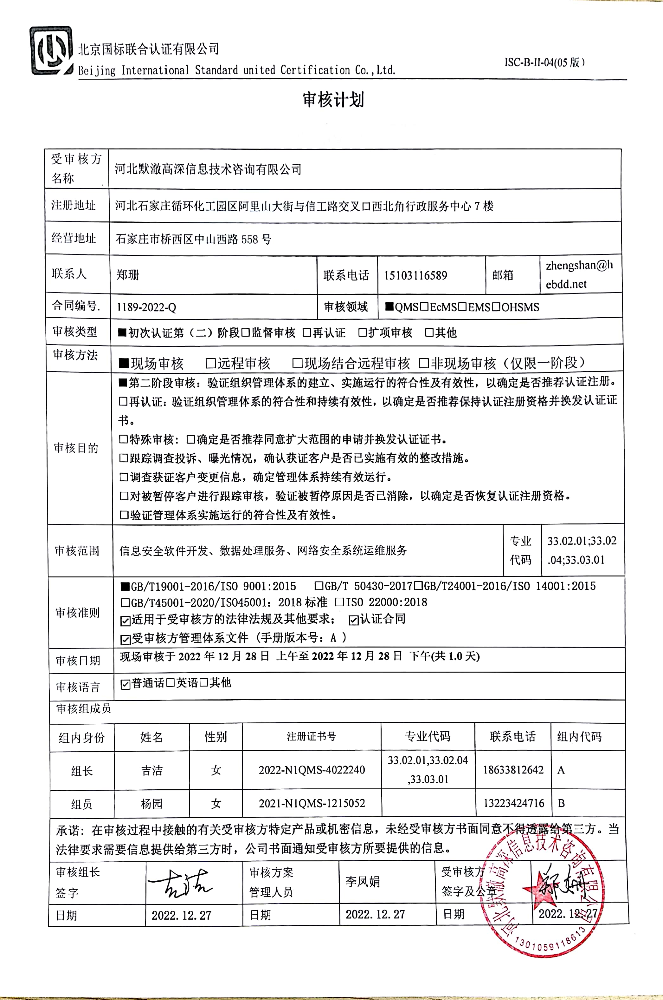 北京国标联合认证有限公司
Beijing International Standard united Certification Co.,Ltd.
ISC-B-II-04(05版)
审核计划
受审核方
名称
河北默澈高深信息技术咨询有限公司
注册地址
河北石家庄循环化工园区阿里山大街与信工路交叉口西北角行政服务中心7楼
经营地址
石家庄市桥西区中山西路558号
联系人
郑珊
联系电话
15103116589
邮箱
zhengshan@h
ebdd.net
合同编号.
1189-2022-Q
审核领域
■QMS□EcMS□EMS□OHSMS
审核类型
■初次认证第（二）阶段□监督审核 □再认证 □扩项审核 □其他
审核方法
■现场审核 □远程审核 □现场结合远程审核 □非现场审核（仅限一阶段）
审核目的
■第二阶段审核：验证组织管理体系的建立、实施运行的符合性及有效性，以确定是否推荐认证注册。
□再认证：验证组织管理体系的符合性和持续有效性，以确定是否推荐保持认证注册资格并换发认证证
书。
□特殊审核：□确定是否推荐同意扩大范围的申请并换发认证证书。
□跟踪调查投诉、曝光情况，确认获证客户是否已实施有效的整改措施。
□调查获证客户变更信息，确定管理体系持续有效运行。
□对被暂停客户进行跟踪审核，验证被暂停原因是否已消除，以确定是否恢复认证注册资格。
□验证管理体系实施运行的符合性及有效性。
审核范围
信息安全软件开发、数据处理服务、网络安全系统运维服务
专业
代码
33.02.01;33.02
.04;33.03.01
审核准则
■GB/T19001-2016/ISO 9001:2015 □GB/T 50430-2017□GB/T24001-2016/ISO 14001:2015
□GB/T45001-2020/ISO45001：2018标准 □ISO 22000:2018
☑适用于受审核方的法律法规及其他要求； ☑认证合同
☑受审核方管理体系文件（手册版本号：A ）
审核日期
现场审核于2022年12月28日 上午至2022年12月28日 下午(共1.0天)
审核语言
☑普通话□英语□其他
审核组成员
组内身份 姓名 性别 注册证书号 专业代码 联系电话 组内代码
组长 吉洁 女 2022-N1QMS-4022240 33.02.01,33.02.04 18633812642 A
,33.03.01
组员 杨园 女 2021-N1QMS-1215052 13223424716 B
承诺：在审核过程中接触的有关受审核方特定产品或机密信息，未经受审核方书面同意不得透露给第三方。当
法律要求需要信息提供给第三方时，公司书面通知受审核方所要提供的信息。
审核组长
签字
吉洁
审核方案
管理人员
李凤娟
受审核方
签字及公章
郑珊
日期
2022.12.27
日期
2022.12.27
日期
2022.12.27
河北默澈高深信息技术咨询有限公司
1301059118613